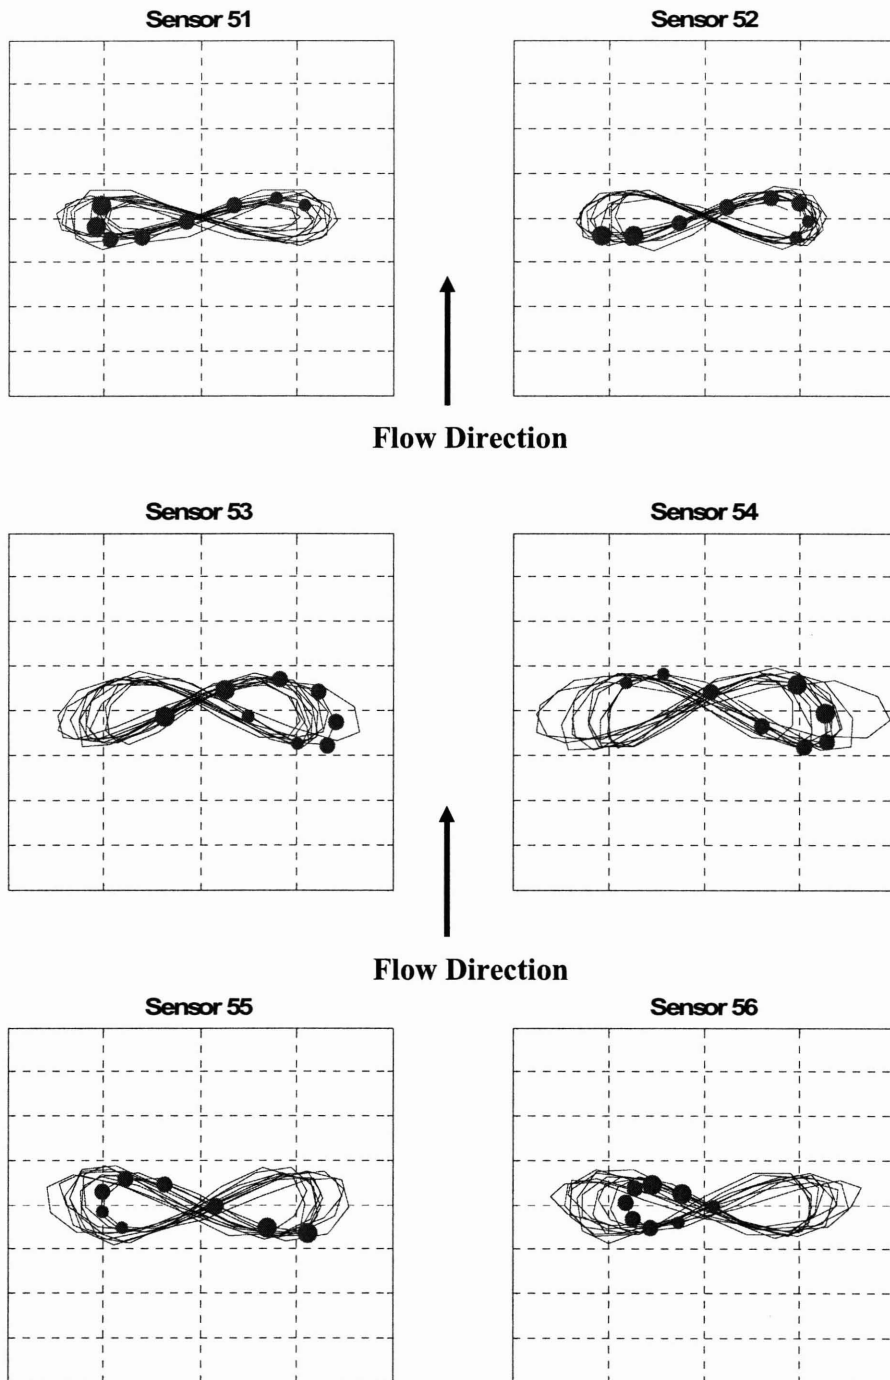 Sensor 51
Sensor 52
Flow Direction
Sensor 53
Sensor 54
Flow Direction
Sensor 55
Sensor 56